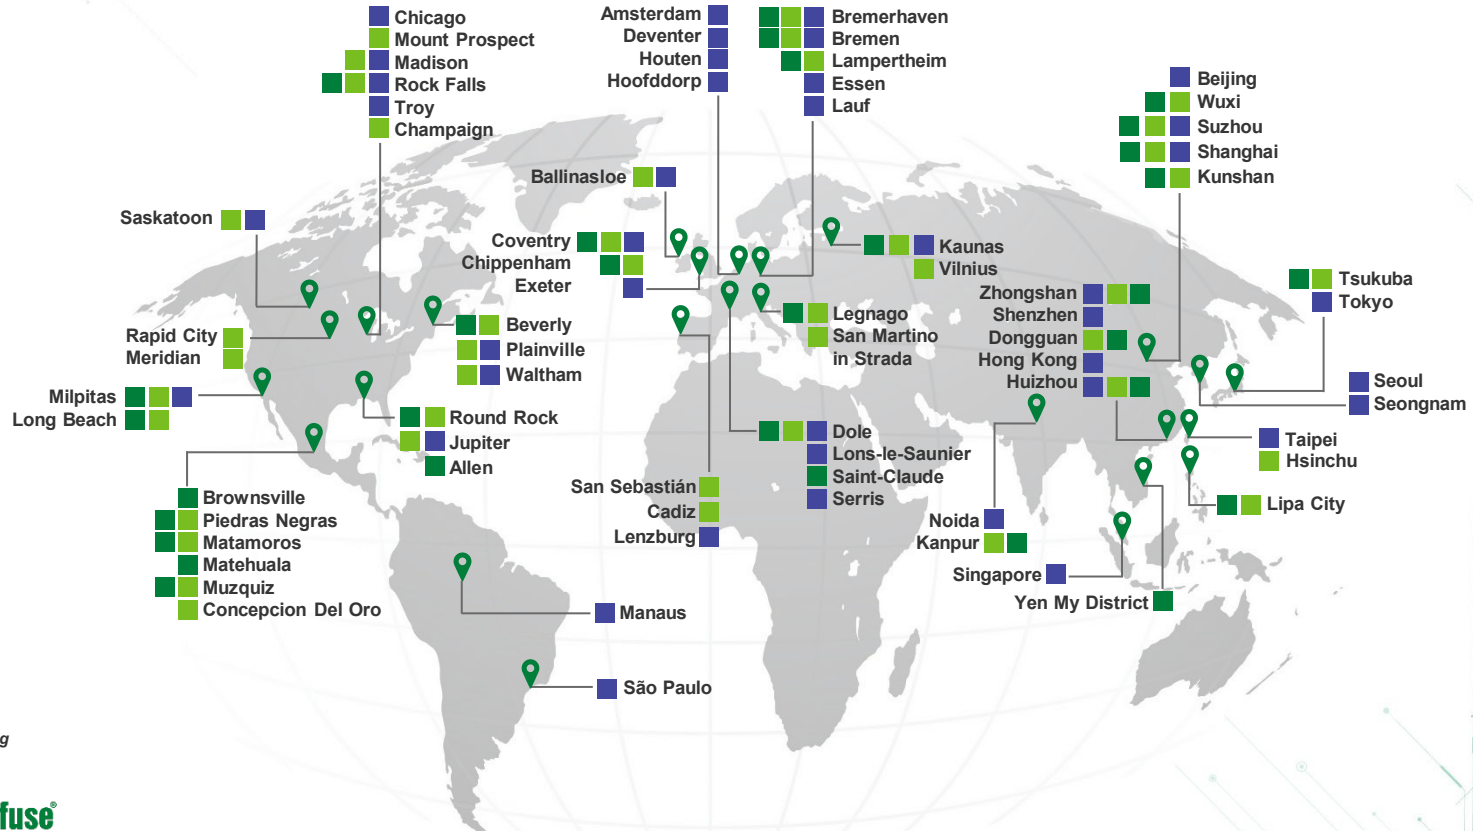 Chicago
Mount Prospect
Madison
Rock Falls
Troy
Champaign
Amsterdam
Deventer
Houten
Hoofddorp
Bremerhaven
Bremen
Lampertheim
Essen
Lauf
Beijing
Wuxi
Suzhou
Shanghai
Kunshan
Ballinasloe
Saskatoon
Coventry
Chippenham
Exeter
Kaunas
Vilnius
Tsukuba
Tokyo
Zhongshan
Shenzhen
Dongguan
Hong Kong
Huizhou
Legnago
San Martino
in Strada
Rapid City
Meridian
Beverly
Plainville
Waltham
Milpitas
Long Beach
Seoul
Seongnam
Round Rock
Jupiter
Allen
Dole
Lons-le-Saunier
Saint-Claude
Serris
Taipei
Hsinchu
San Sebastián
Cadiz
Lenzburg
Brownsville
Piedras Negras
Matamoros
Matehuala
Muzquiz
Concepcion Del Oro
Lipa City
Noida
Kanpur
Singapore
Yen My District
Manaus
São Paulo
g
fuse®